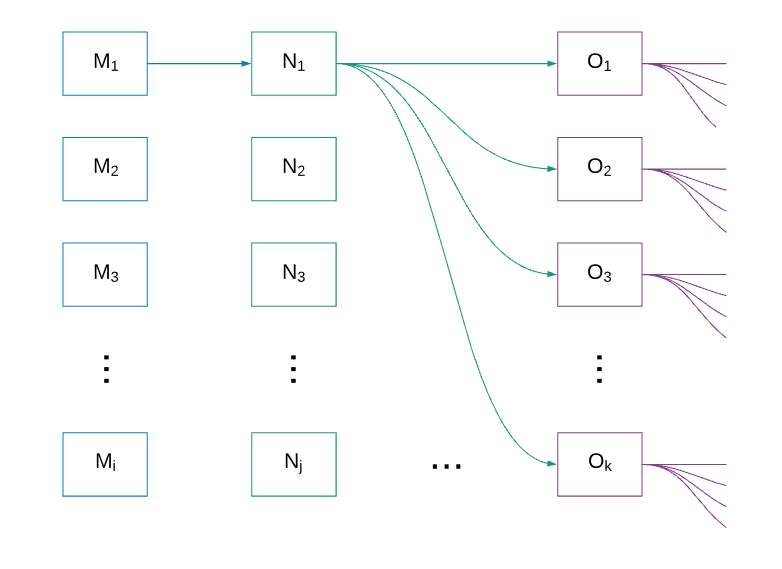 M₁ N₁ O₁
M₂ N₂ O₂
M₃ N₃ O₃
⋮ ⋮ ⋮
Mᵢ Nⱼ … Oₖ